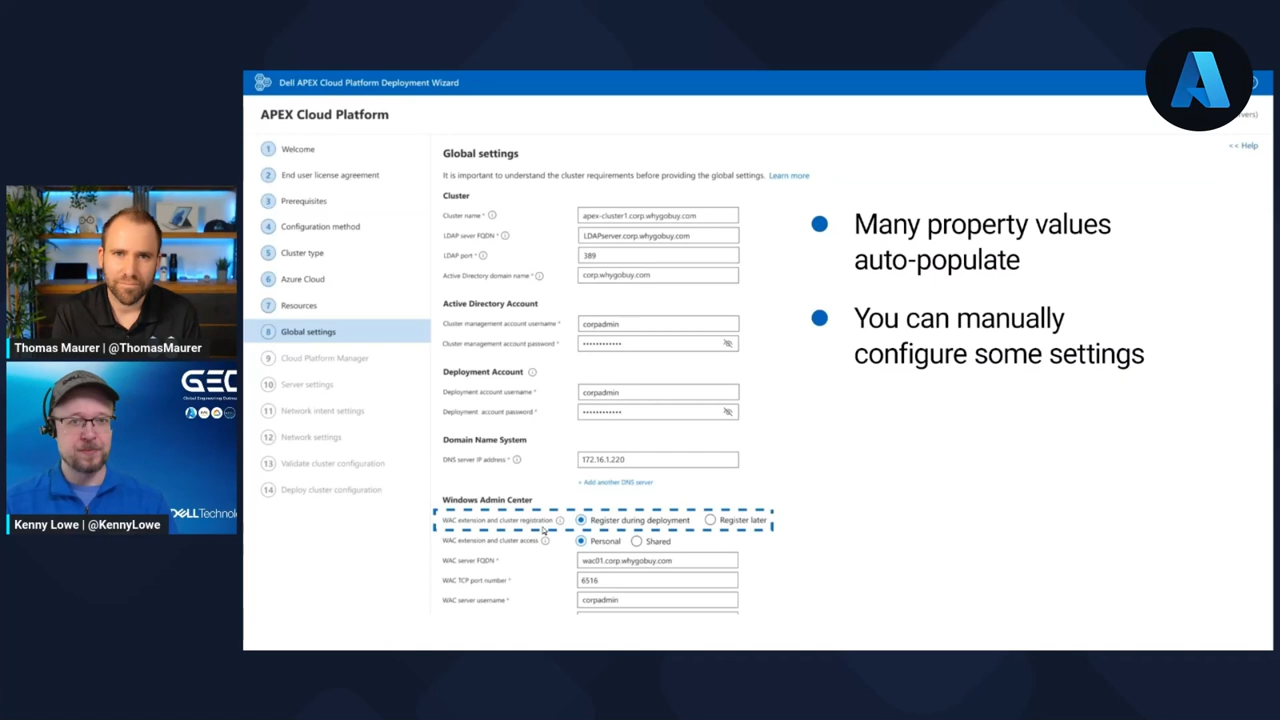 Dell APEX Cloud Platform Deployment Wizard
APEX Cloud Platform
<< Help
1 Welcome
2 End user license agreement
3 Prerequisites
4 Configuration method
5 Cluster type
6 Azure Cloud
7 Resources
8 Global settings
9 Cloud Platform Manager
10 Server settings
11 Network intent settings
12 Network settings
13 Validate cluster configuration
14 Deploy cluster configuration
Global settings
It is important to understand the cluster requirements before providing the global settings. Learn more
Cluster
Cluster name * apex-cluster1.corp.whygobuy.com
LDAP sever FQDN * LDAPserver.corp.whygobuy.com
LDAP port * 389
Active Directory domain name * corp.whygobuy.com
Active Directory Account
Cluster management account username * corpadmin
Cluster management account password * ••••••••••••
Deployment Account
Deployment account username * corpadmin
Deployment account password * ••••••••••••
Domain Name System
DNS server IP address * 172.16.1.220
+ Add another DNS server
Windows Admin Center
WAC extension and cluster registration Register during deployment Register later
WAC extension and cluster access Personal Shared
WAC server FQDN * wac01.corp.whygobuy.com
WAC TCP port number * 6516
WAC server username * corpadmin
Many property values
auto-populate
You can manually
configure some settings
Thomas Maurer | @ThomasMaurer
GEO
DELL Technolo
Kenny Lowe | @KennyLowe